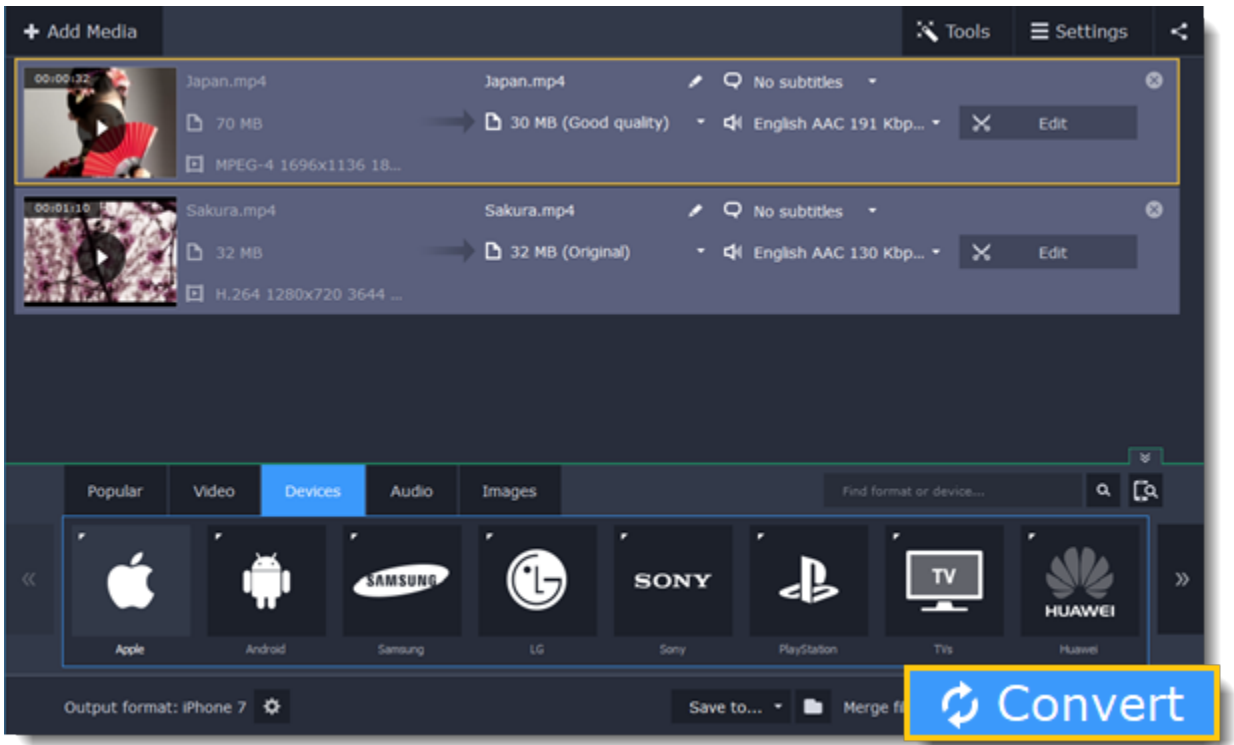 Add Media
Tools
Settings
00:00:32
Japan.mp4
Japan.mp4
No subtitles
70 MB
30 MB (Good quality)
English AAC 191 Kbp...
Edit
MPEG-4 1696x1136 18...
00:01:10
Sakura.mp4
Sakura.mp4
No subtitles
32 MB
32 MB (Original)
English AAC 130 Kbp...
Edit
H.264 1280x720 3644 ...
Popular
Video
Devices
Audio
Images
Find format or device...
SAMSUNG
LG
SONY
TV
HUAWEI
Apple
Android
Samsung
LG
Sony
PlayStation
TVs
Huawei
Output format: iPhone 7
Save to...
Merge
Convert